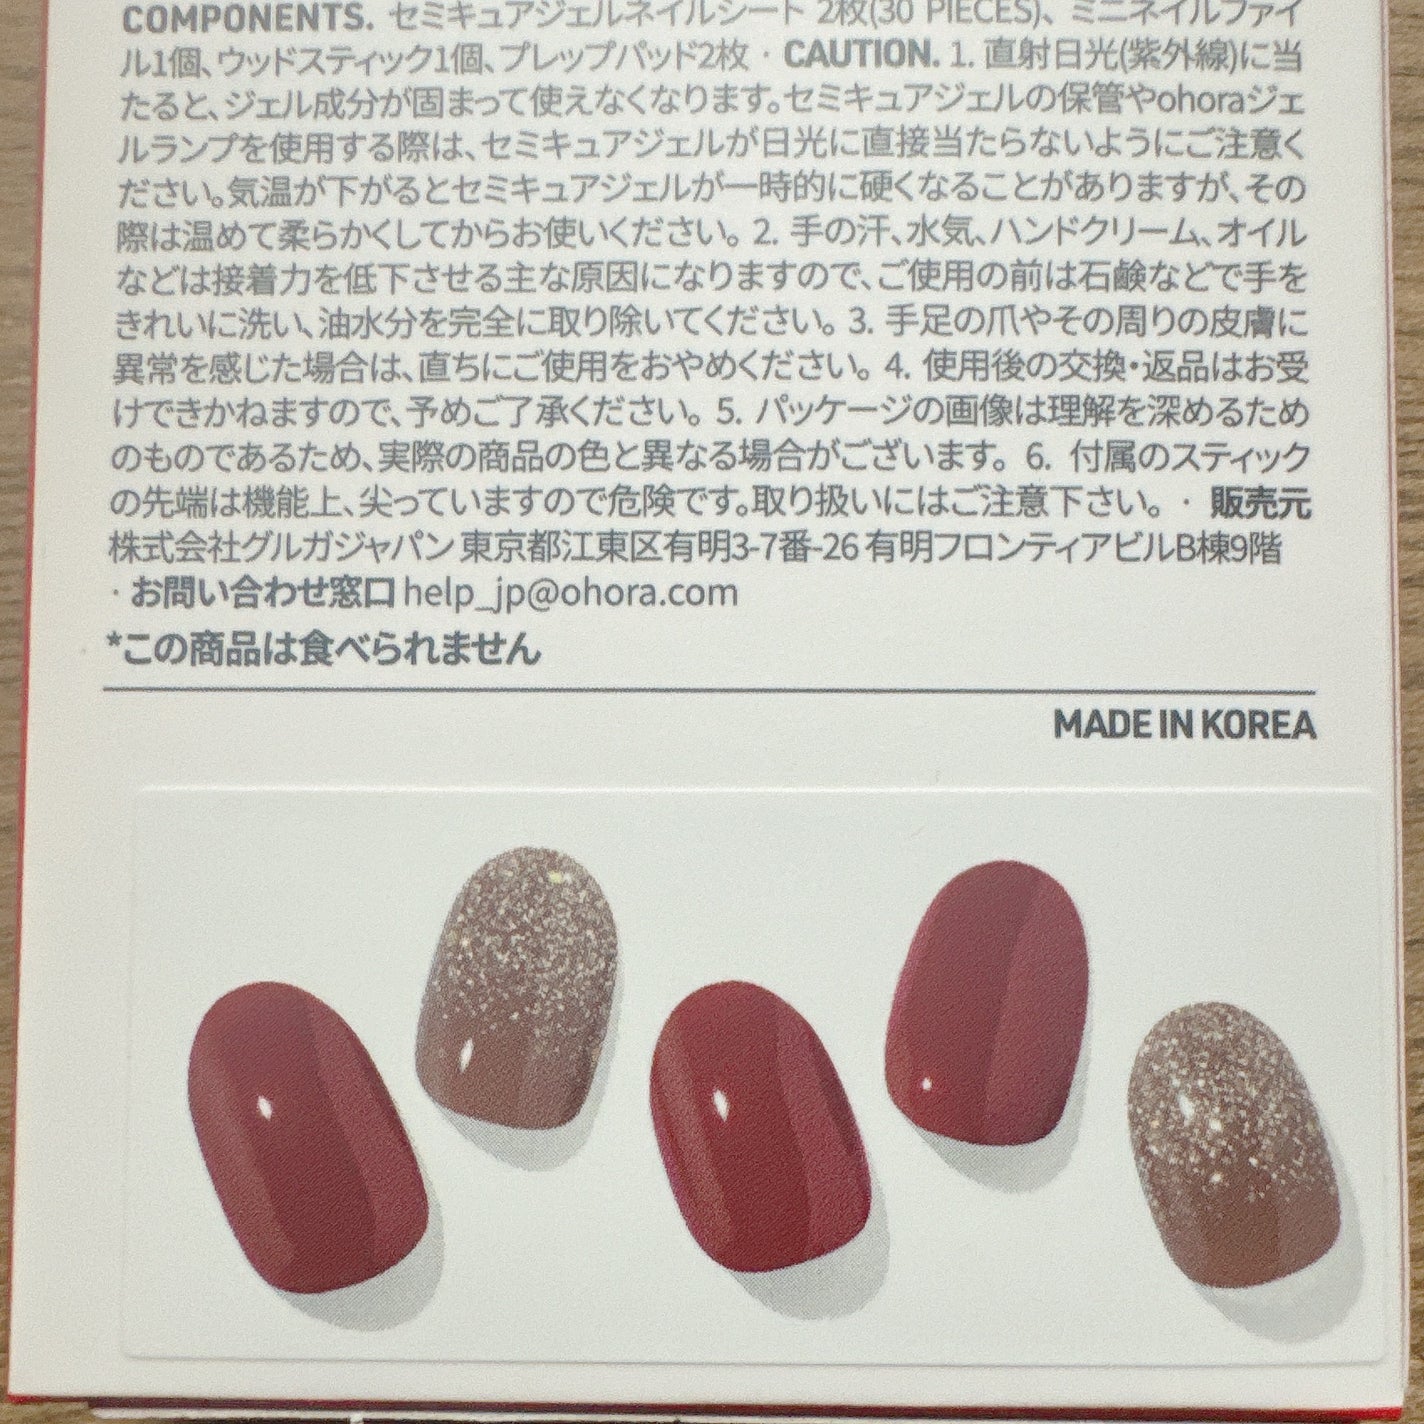 COMPONENTS. セミキュアジェルネイルシート 2枚(30 PIECES)、ミニネイルファイ
ル1個、ウッドスティック1個、プレップパッド2枚 · CAUTION. 1. 直射日光(紫外線)に当
たると、ジェル成分が固まって使えなくなります。セミキュアジェルの保管やohoraジェ
ルランプを使用する際は、セミキュアジェルが日光に直接当たらないようにご注意く
ださい。気温が下がるとセミキュアジェルが一時的に硬くなることがありますが、その
際は温めて柔らかくしてからお使いください。2. 手の汗、水気、ハンドクリーム、オイル
などは接着力を低下させる主な原因になりますので、ご使用の前は石鹸などで手を
きれいに洗い、油水分を完全に取り除いてください。3. 手足の爪やその周りの皮膚に
異常を感じた場合は、直ちにご使用をおやめください。4. 使用後の交換・返品はお受
けできかねますので、予めご了承ください。5. パッケージの画像は理解を深めるため
のものであるため、実際の商品の色と異なる場合がございます。6. 付属のスティック
の先端は機能上、尖っていますので危険です。取り扱いにはご注意下さい。 · 販売元
株式会社グルガジャパン 東京都江東区有明3-7番-26 有明フロンティアビルB棟9階
· お問い合わせ窓口 help_jp@ohora.com
*この商品は食べられません
MADE IN KOREA